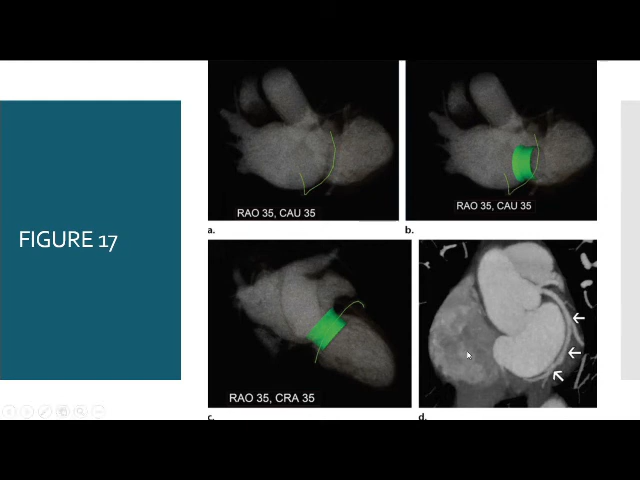 FIGURE 17
RAO 35, CAU 35
RAO 35, CAU 35
a.
b.
RAO 35, CRA 35
c.
d.